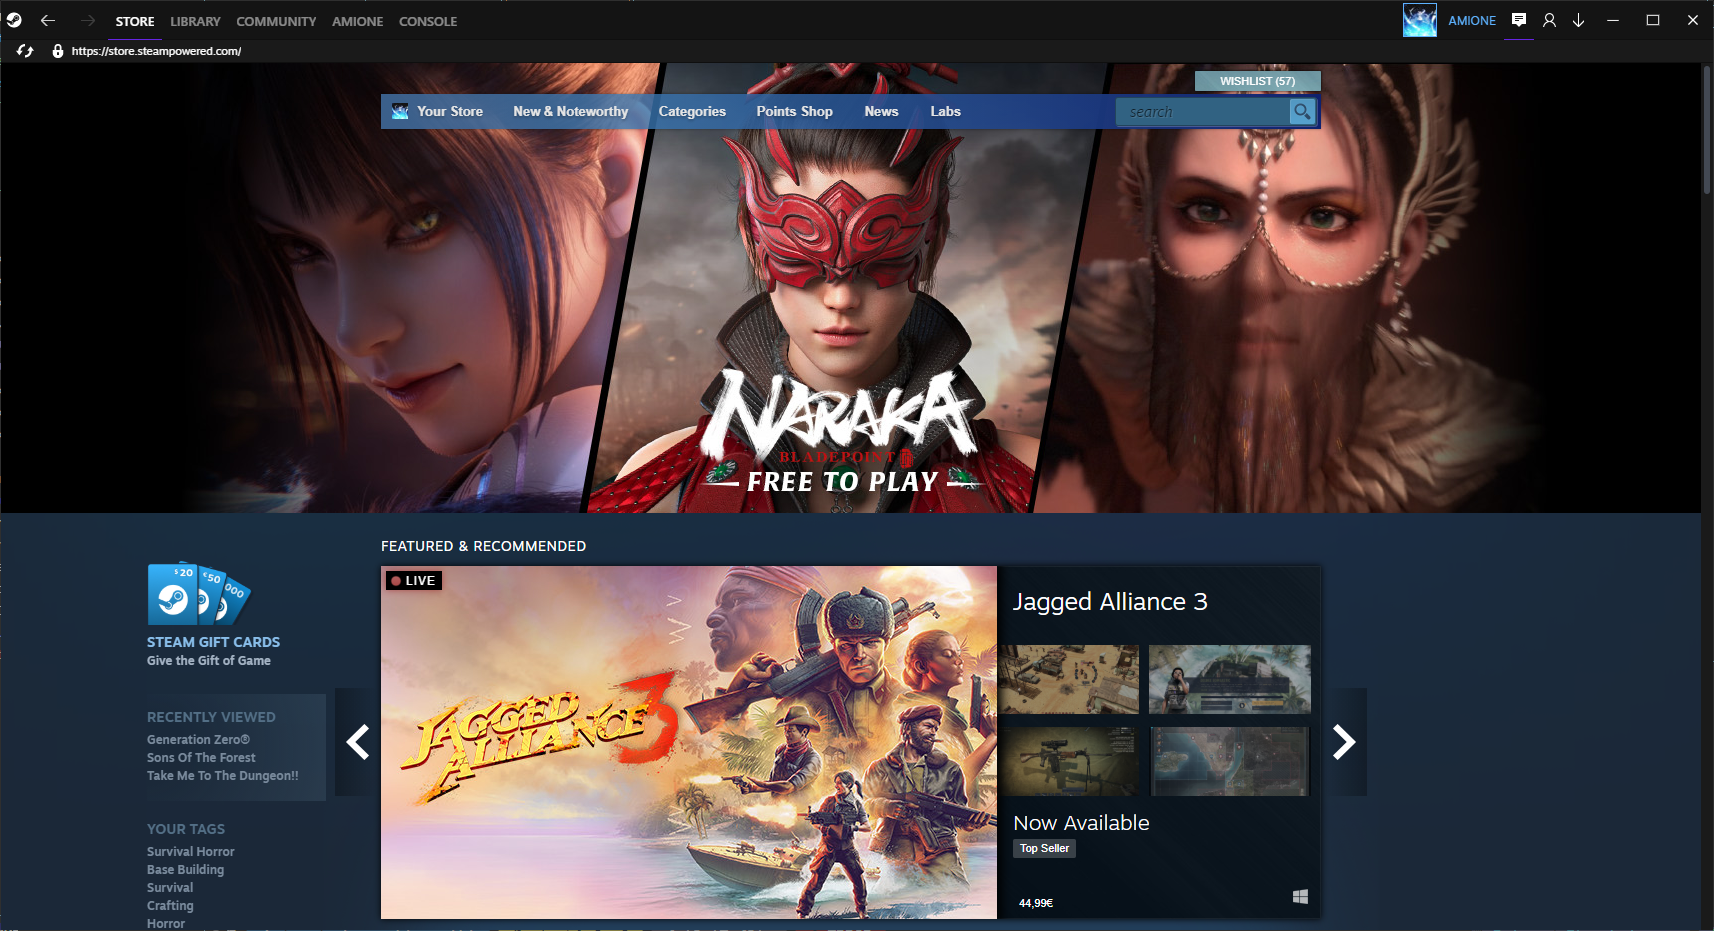 STORE LIBRARY COMMUNITY AMIONE CONSOLE
AMIONE
https://store.steampowered.com/
WISHLIST (57)
Your Store New & Noteworthy Categories Points Shop News Labs
search
NARAKA
BLADEPOINT
FREE TO PLAY
FEATURED & RECOMMENDED
$20 €50 000
STEAM GIFT CARDS
Give the Gift of Game
RECENTLY VIEWED
Generation Zero®
Sons Of The Forest
Take Me To The Dungeon!!
YOUR TAGS
Survival Horror
Base Building
Survival
Crafting
Horror
LIVE
JAGGED
ALLIANCE 3
Jagged Alliance 3
Now Available
Top Seller
44,99€